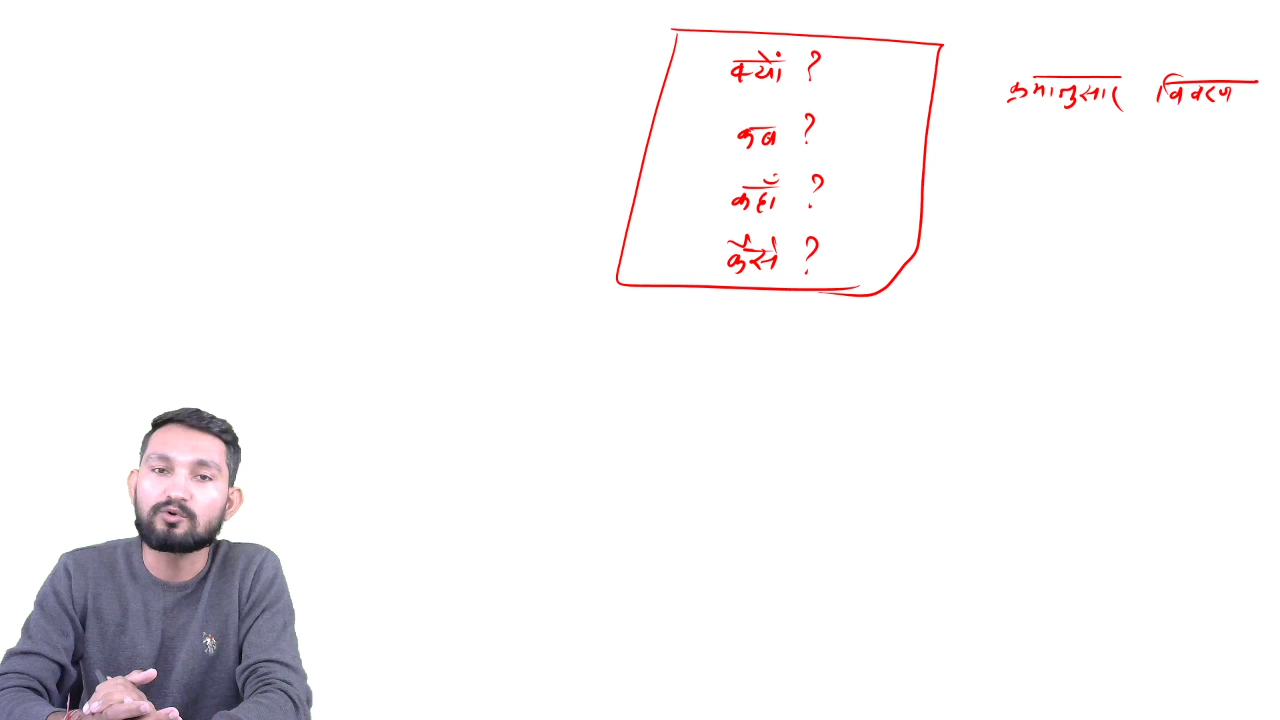 क्यों ?
कब ?
कहाँ ?
कैसे ?
क्रमानुसार विवरण